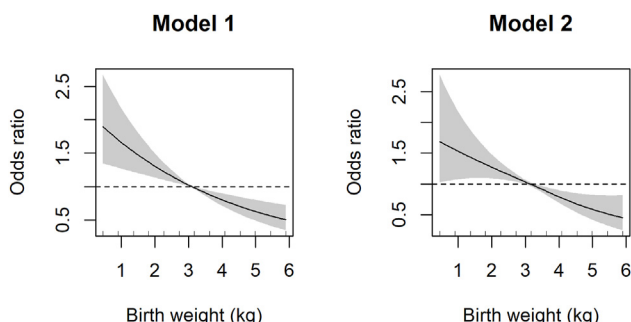 Model 1
Model 2
Odds ratio
2.5
1.5
0.5
1 2 3 4 5 6
Birth weight (kg)
Odds ratio
2.5
1.5
0.5
1 2 3 4 5 6
Birth weight (kg)